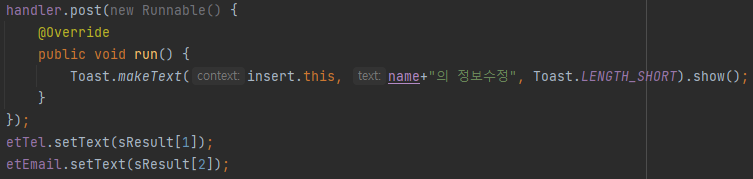 handler.post(new Runnable() {
@Override
public void run() {
Toast.makeText( context: insert.this, text: name+"의 정보수정", Toast.LENGTH_SHORT).show();
}
});
etTel.setText(sResult[1]);
etEmail.setText(sResult[2]);